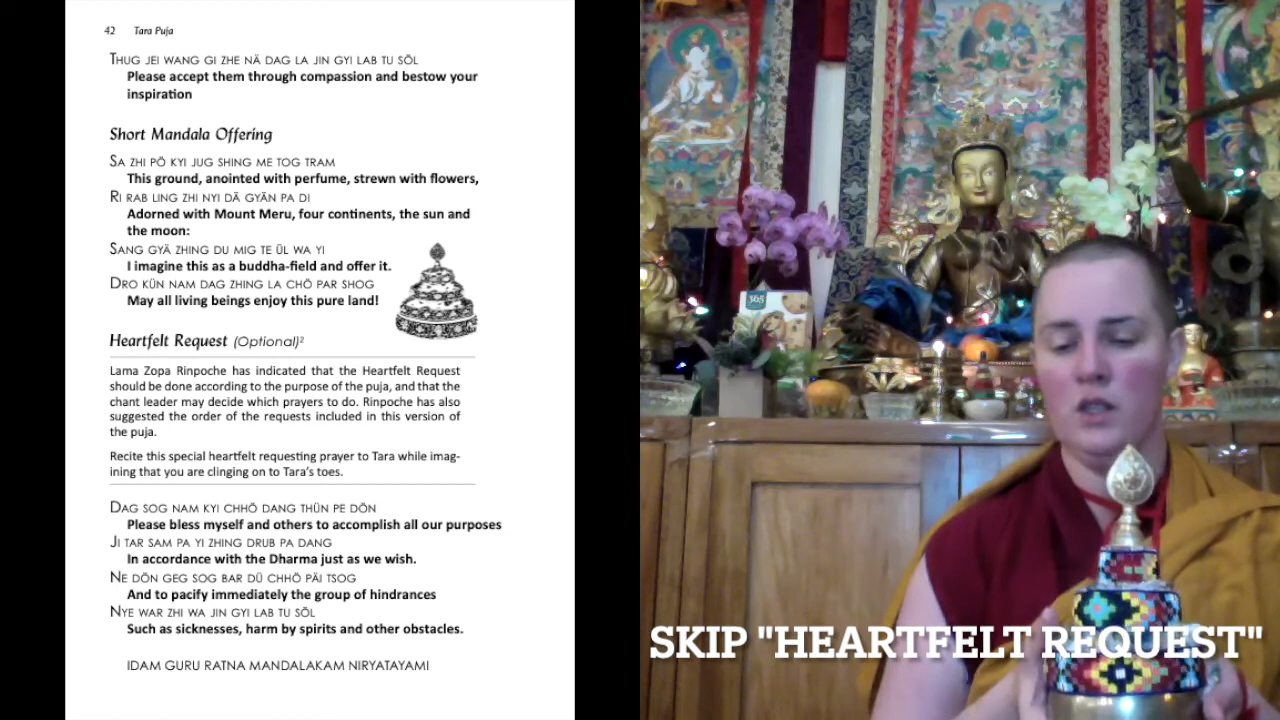 42 Tara Puja
THUG JEI WANG GI ZHE NÄ DAG LA JIN GYI LAB TU SÖL
Please accept them through compassion and bestow your
inspiration
Short Mandala Offering
SA ZHI PÖ KYI JUG SHING ME TOG TRAM
This ground, anointed with perfume, strewn with flowers,
RI RAB LING ZHI NYI DÄ GYÄN PA DI
Adorned with Mount Meru, four continents, the sun and
the moon:
SANG GYÄ ZHING DU MIG TE ÜL WA YI
I imagine this as a buddha-field and offer it.
DRO KÜN NAM DAG ZHING LA CHÖ PAR SHOG
May all living beings enjoy this pure land!
Heartfelt Request (Optional)²
Lama Zopa Rinpoche has indicated that the Heartfelt Request
should be done according to the purpose of the puja, and that the
chant leader may decide which prayers to do. Rinpoche has also
suggested the order of the requests included in this version of
the puja.
Recite this special heartfelt requesting prayer to Tara while imag-
ining that you are clinging on to Tara's toes.
DAG SOG NAM KYI CHHÖ DANG THÜN PE DÖN
Please bless myself and others to accomplish all our purposes
JI TAR SAM PA YI ZHING DRUB PA DANG
In accordance with the Dharma just as we wish.
NE DÖN GEG SOG BAR DÜ CHHÖ PÄI TSOG
And to pacify immediately the group of hindrances
NYE WAR ZHI WA JIN GYI LAB TU SÖL
Such as sicknesses, harm by spirits and other obstacles.
IDAM GURU RATNA MANDALAKAM NIRYATAYAMI
365
SKIP "HEARTFELT REQUEST"